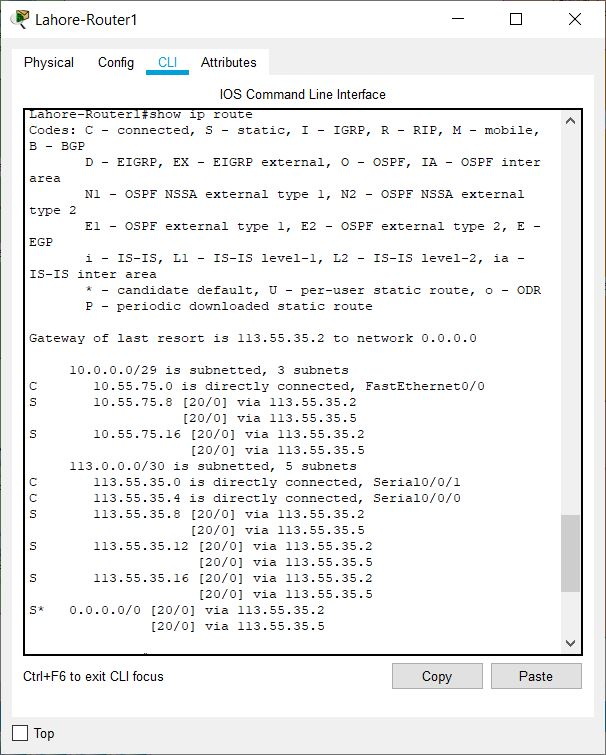 Lahore-Router1
Physical Config CLI Attributes
IOS Command Line Interface
Lahore-Router1#show ip route
Codes: C - connected, S - static, I - IGRP, R - RIP, M - mobile,
B - BGP
D - EIGRP, EX - EIGRP external, O - OSPF, IA - OSPF inter
area
N1 - OSPF NSSA external type 1, N2 - OSPF NSSA external
type 2
E1 - OSPF external type 1, E2 - OSPF external type 2, E -
EGP
i - IS-IS, L1 - IS-IS level-1, L2 - IS-IS level-2, ia -
IS-IS inter area
* - candidate default, U - per-user static route, o - ODR
P - periodic downloaded static route
Gateway of last resort is 113.55.35.2 to network 0.0.0.0
10.0.0.0/29 is subnetted, 3 subnets
C 10.55.75.0 is directly connected, FastEthernet0/0
S 10.55.75.8 [20/0] via 113.55.35.2
[20/0] via 113.55.35.5
S 10.55.75.16 [20/0] via 113.55.35.2
[20/0] via 113.55.35.5
113.0.0.0/30 is subnetted, 5 subnets
C 113.55.35.0 is directly connected, Serial0/0/1
C 113.55.35.4 is directly connected, Serial0/0/0
S 113.55.35.8 [20/0] via 113.55.35.2
[20/0] via 113.55.35.5
S 113.55.35.12 [20/0] via 113.55.35.2
[20/0] via 113.55.35.5
S 113.55.35.16 [20/0] via 113.55.35.2
[20/0] via 113.55.35.5
S* 0.0.0.0/0 [20/0] via 113.55.35.2
[20/0] via 113.55.35.5
Ctrl+F6 to exit CLI focus
Copy
Paste
Top